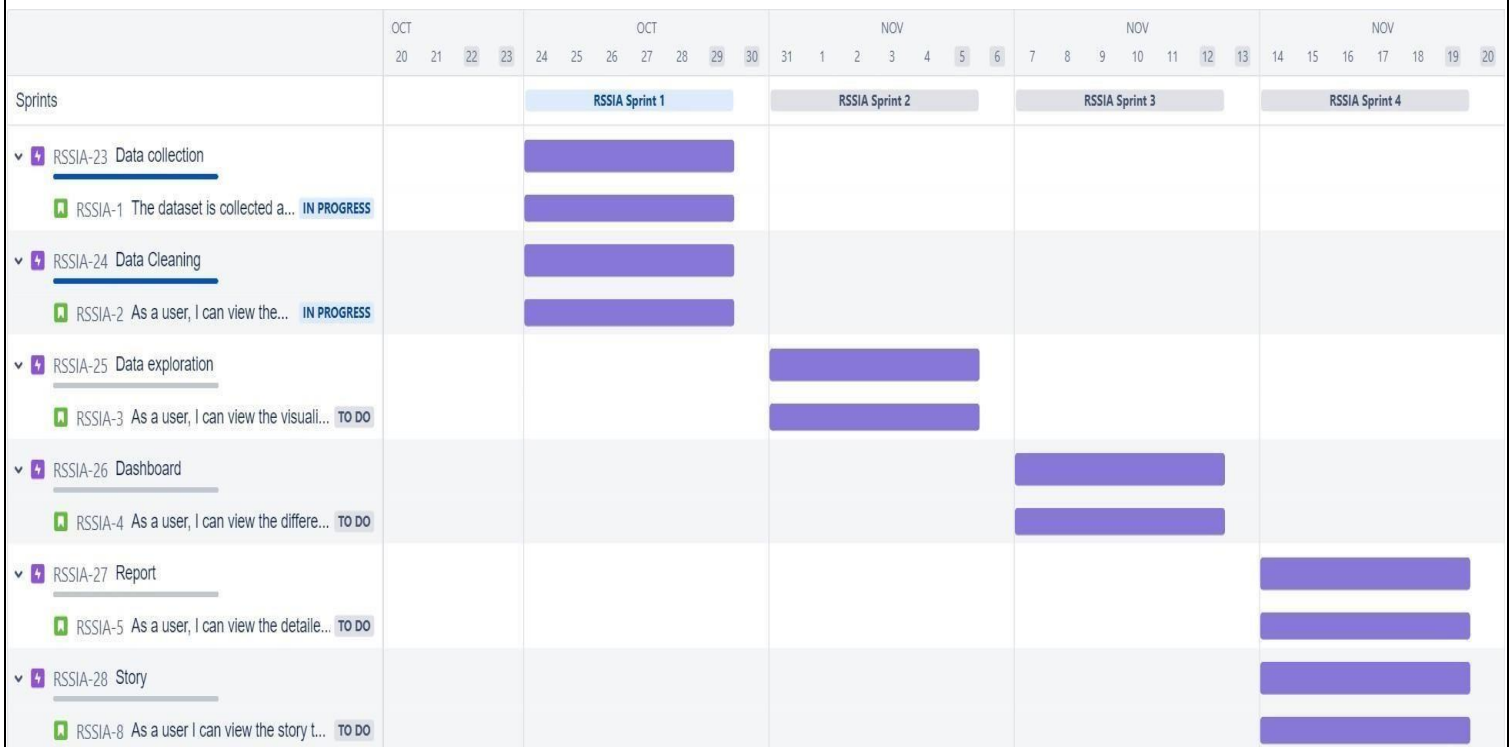 OCT OCT NOV NOV NOV
20 21 22 23 24 25 26 27 28 29 30 31 1 2 3 4 5 6 7 8 9 10 11 12 13 14 15 16 17 18 19 20
Sprints RSSIA Sprint 1 RSSIA Sprint 2 RSSIA Sprint 3 RSSIA Sprint 4
RSSIA-23 Data collection
RSSIA-1 The dataset is collected a... IN PROGRESS
RSSIA-24 Data Cleaning
RSSIA-2 As a user, I can view the... IN PROGRESS
RSSIA-25 Data exploration
RSSIA-3 As a user, I can view the visuali... TO DO
RSSIA-26 Dashboard
RSSIA-4 As a user, I can view the differe... TO DO
RSSIA-27 Report
RSSIA-5 As a user, I can view the detaile... TO DO
RSSIA-28 Story
RSSIA-8 As a user I can view the story t... TO DO